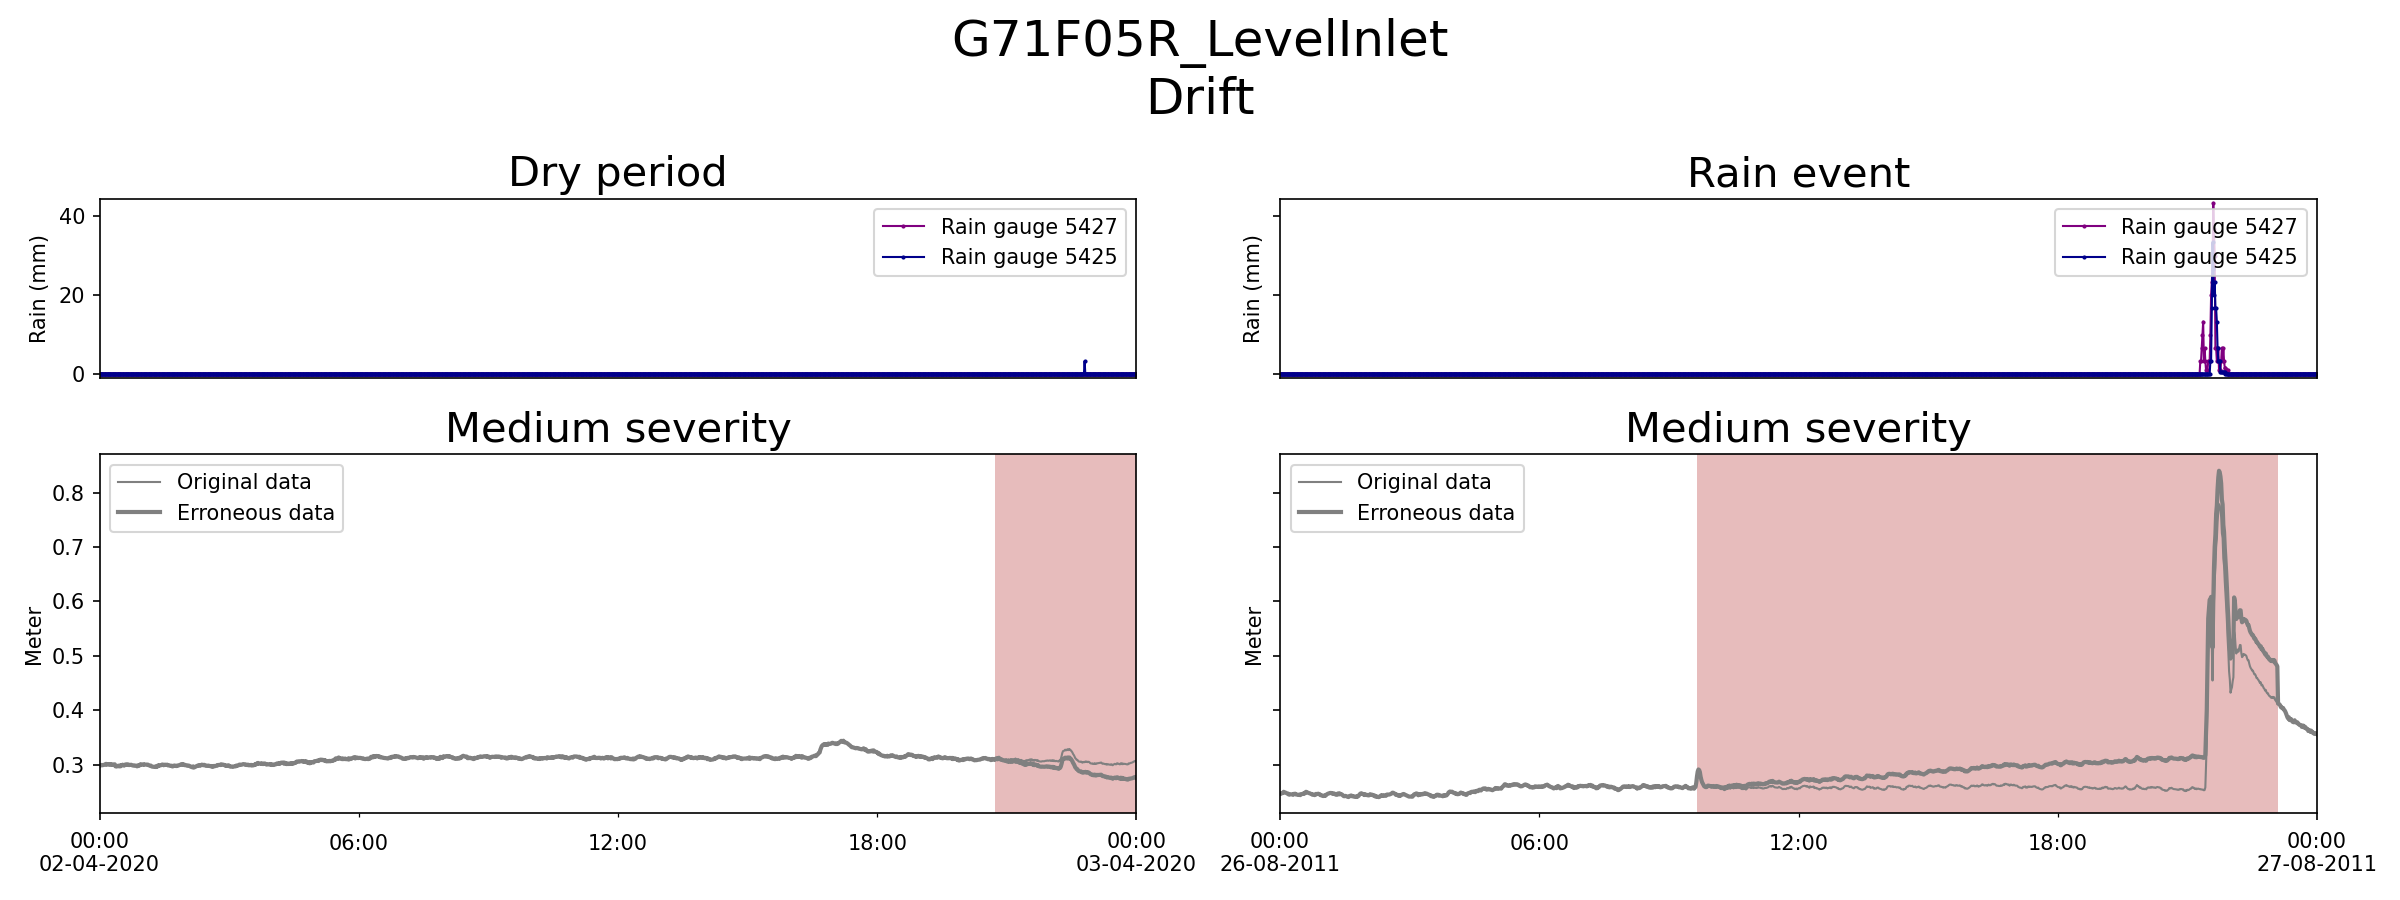 G71F05R_LevelInlet
Drift
Dry period
Rain event
Rain (mm)
40
20
0
Rain gauge 5427
Rain gauge 5425
Rain (mm)
Rain gauge 5427
Rain gauge 5425
Medium severity
Medium severity
Meter
0.8
0.7
0.6
0.5
0.4
0.3
Original data
Erroneous data
Meter
Original data
Erroneous data
00:00
02-04-2020
06:00
12:00
18:00
00:00
03-04-2020
00:00
26-08-2011
06:00
12:00
18:00
00:00
27-08-2011